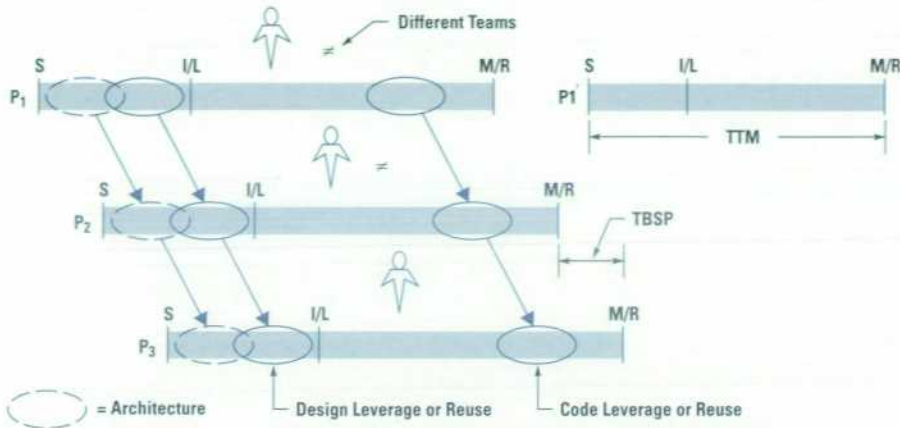 ≠ Different Teams
S I/L M/R S I/L M/R
P1 P1'
TTM
≠
S I/L M/R
P2 TBSP
S I/L M/R
P3
= Architecture Design Leverage or Reuse Code Leverage or Reuse